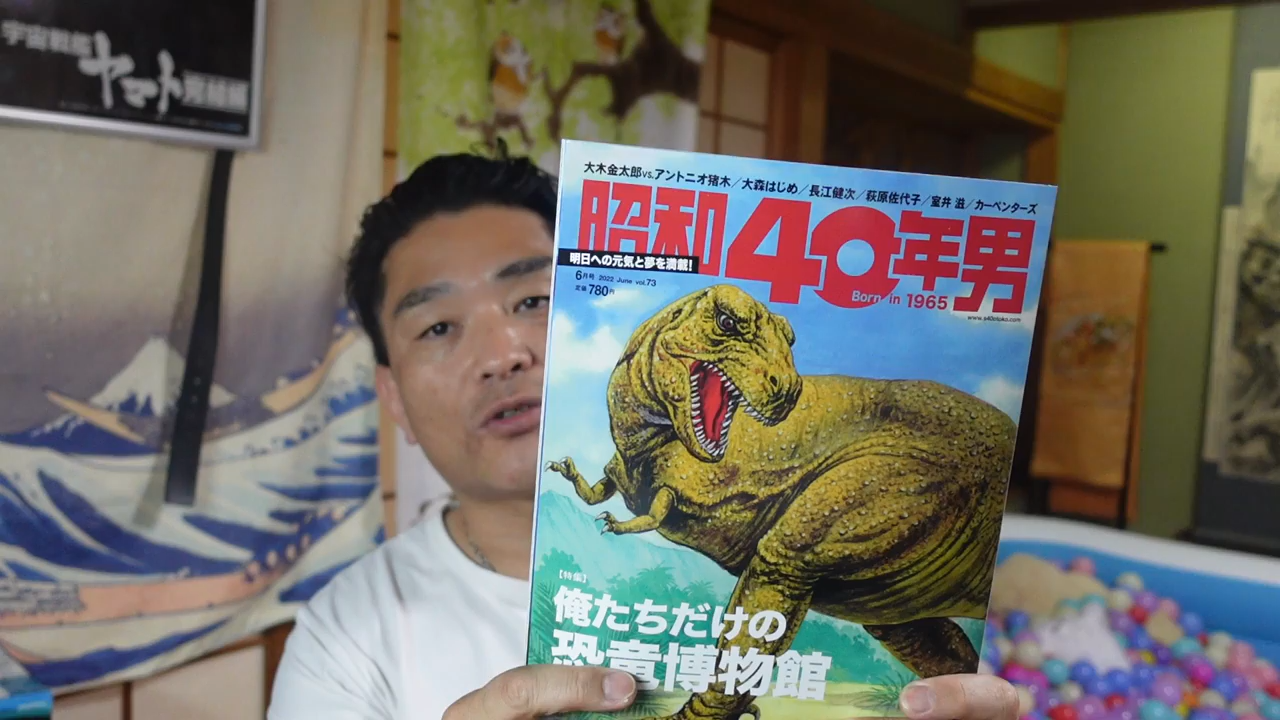 宇宙戦艦
ヤマト完結編
大木金太郎vs.アントニオ猪木／大森はじめ／長江健次／萩原佐代子／室井 滋／カーペンターズ
昭和40年男
明日への元気と夢を満載!
Born in 1965
6月号 2022 June vol.73
定価 780円
www.s40otoko.com
【特集】
俺たちだけの
恐竜博物館